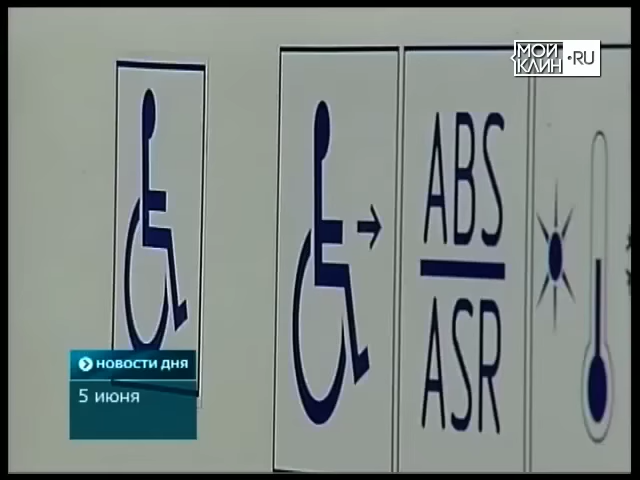 МОЙ
КЛИН .RU
ABS
ASR
НОВОСТИ ДНЯ
5 июня